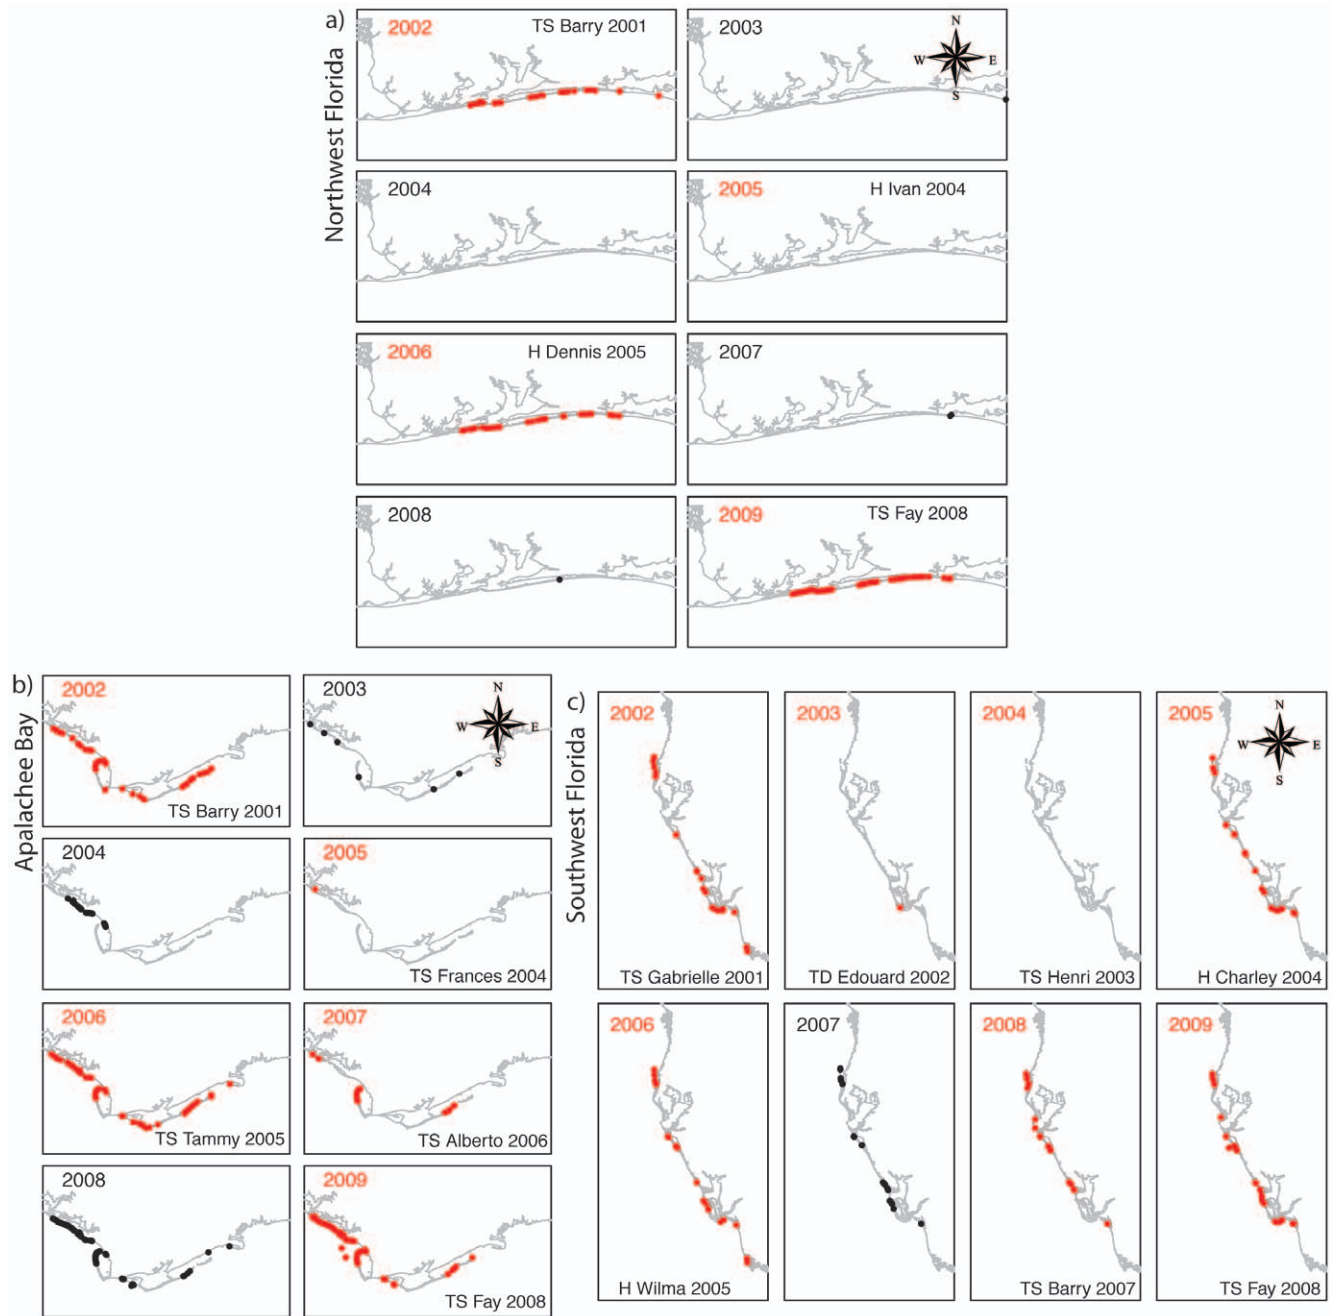 a)
Northwest Florida
2002
TS Barry 2001
2003
N
W
E
S
2004
2005
H Ivan 2004
2006
H Dennis 2005
2007
2008
2009
TS Fay 2008
b)
Apalachee Bay
2002
TS Barry 2001
2003
N
W
E
S
2004
2005
TS Frances 2004
2006
TS Tammy 2005
2007
TS Alberto 2006
2008
2009
TS Fay 2008
c)
Southwest Florida
2002
TS Gabrielle 2001
2003
TD Edouard 2002
2004
TS Henri 2003
2005
N
W
E
S
H Charley 2004
2006
H Wilma 2005
2007
2008
TS Barry 2007
2009
TS Fay 2008